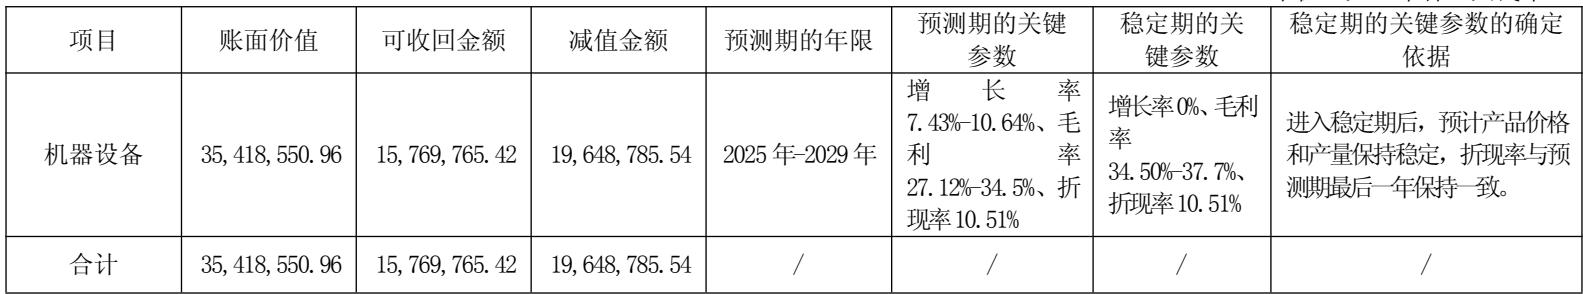 项目 账面价值 可收回金额 减值金额 预测期的年限 预测期的关键参数 稳定期的关键参数 稳定期的关键参数的确定依据
机器设备 35,418,550.96 15,769,765.42 19,648,785.54 2025年-2029年 增长率7.43%-10.64%、毛利率27.12%-34.5%、折现率10.51% 增长率0%、毛利率34.50%-37.7%、折现率10.51% 进入稳定期后，预计产品价格和产量保持稳定，折现率与预测期最后一年保持一致。
合计 35,418,550.96 15,769,765.42 19,648,785.54 / / / /